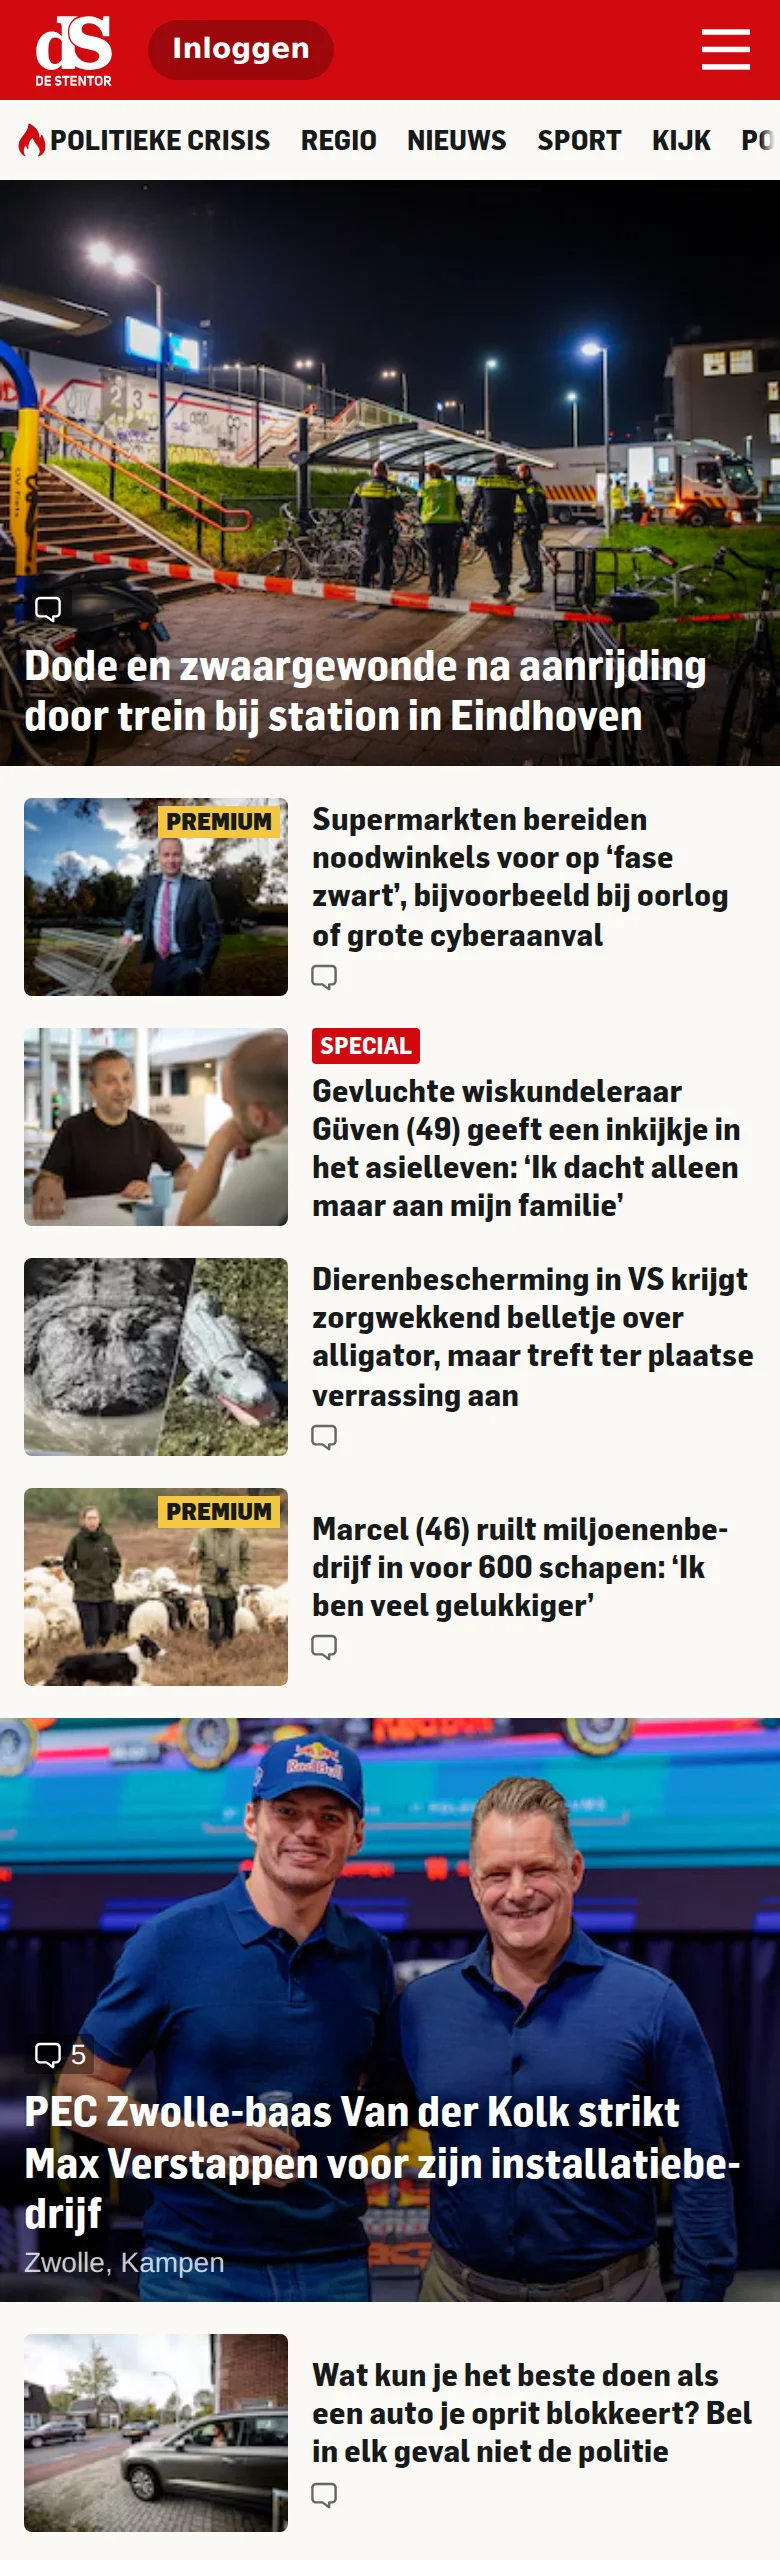 dS
DE STENTOR
Inloggen
POLITIEKE CRISIS REGIO NIEUWS SPORT KIJK PO
2 3
Dode en zwaargewonde na aanrijding
door trein bij station in Eindhoven
PREMIUM
Supermarkten bereiden
noodwinkels voor op ‘fase
zwart’, bijvoorbeeld bij oorlog
of grote cyberaanval
SPECIAL
Gevluchte wiskundeleraar
Güven (49) geeft een inkijkje in
het asielleven: ‘Ik dacht alleen
maar aan mijn familie’
Dierenbescherming in VS krijgt
zorgwekkend belletje over
alligator, maar treft ter plaatse
verrassing aan
PREMIUM
Marcel (46) ruilt miljoenenbe-
drijf in voor 600 schapen: ‘Ik
ben veel gelukkiger’
Red Bull
5
PEC Zwolle-baas Van der Kolk strikt
Max Verstappen voor zijn installatiebe-
drijf
Zwolle, Kampen
Wat kun je het beste doen als
een auto je oprit blokkeert? Bel
in elk geval niet de politie